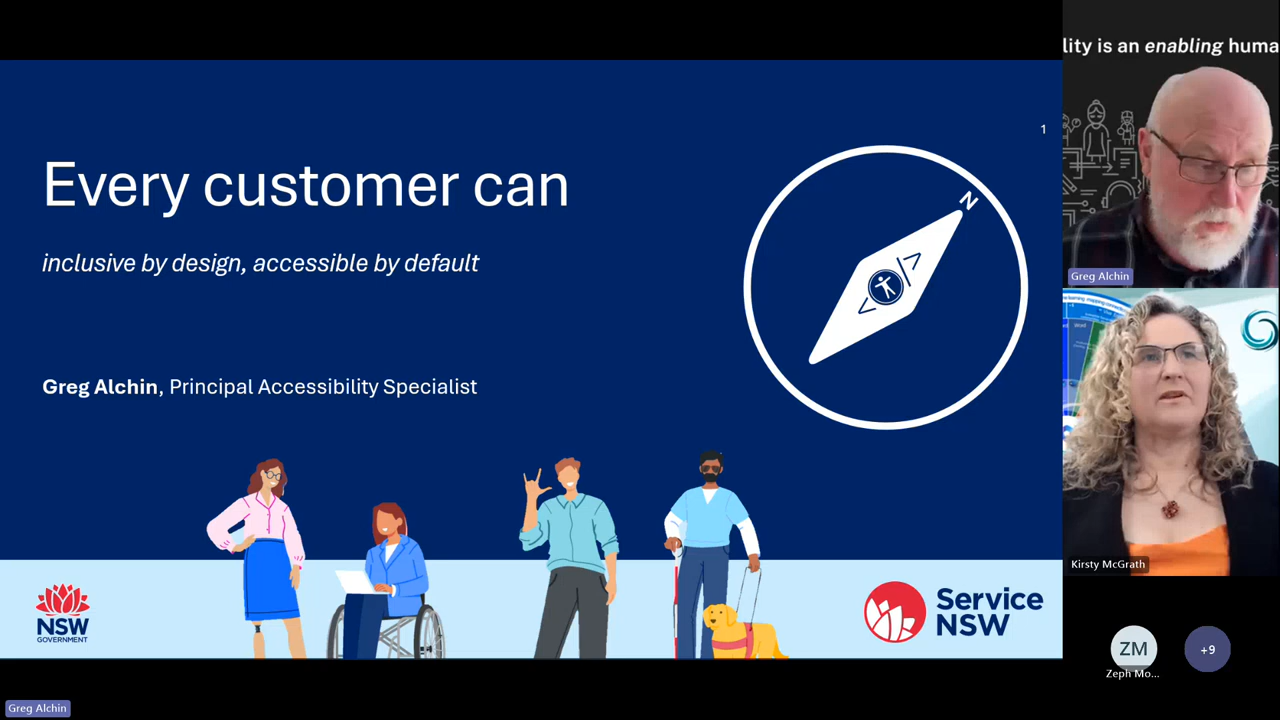 1
Every customer can
inclusive by design, accessible by default
Greg Alchin, Principal Accessibility Specialist
N
NSW
GOVERNMENT
Service
NSW
lity is an enabling huma
Greg Alchin
Kirsty McGrath
ZM
Zeph Mo...
+9
Greg Alchin